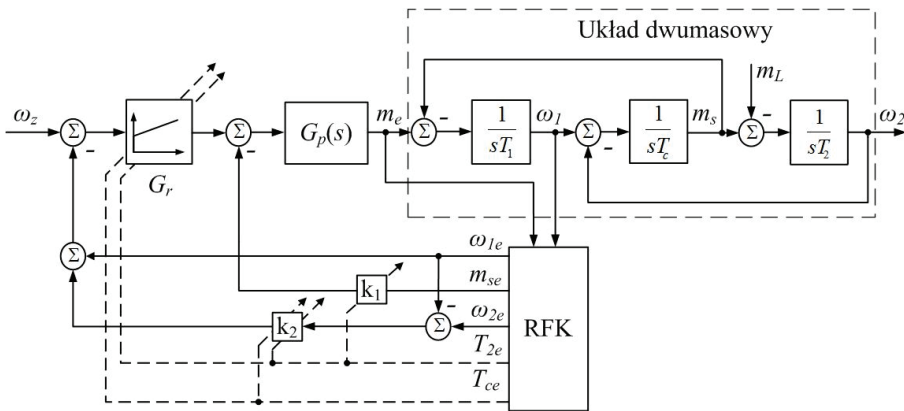 Układ dwumasowy
m_L
ω_z
Σ
-
G_r
Σ
-
G_p(s)
m_e
Σ
-
1/sT_1
ω_1
Σ
-
1/sT_c
m_s
Σ
-
1/sT_2
ω_2
Σ
ω_1e
k_1
m_se
-
k_2
Σ
ω_2e
RFK
T_2e
T_ce